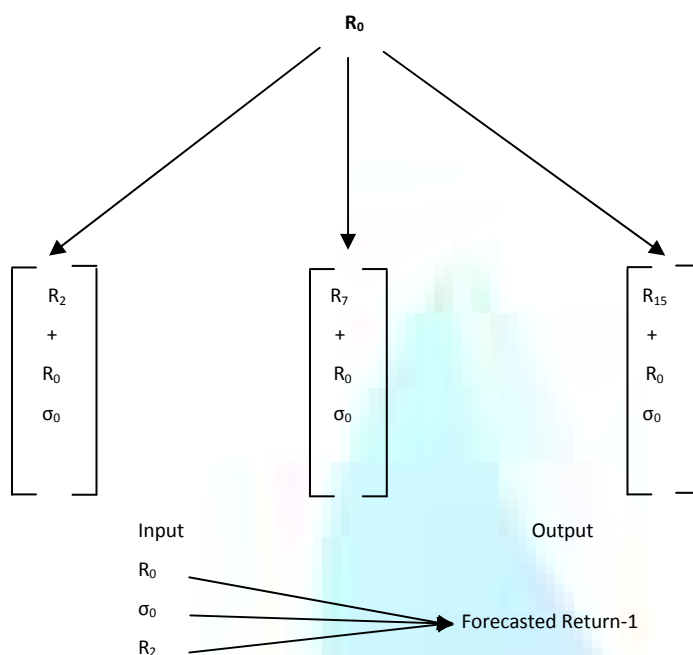 R₀
R₂ R₇ R₁₅
+ + +
R₀ R₀ R₀
σ₀ σ₀ σ₀
Input Output
R₀
σ₀ Forecasted Return-1
R₂